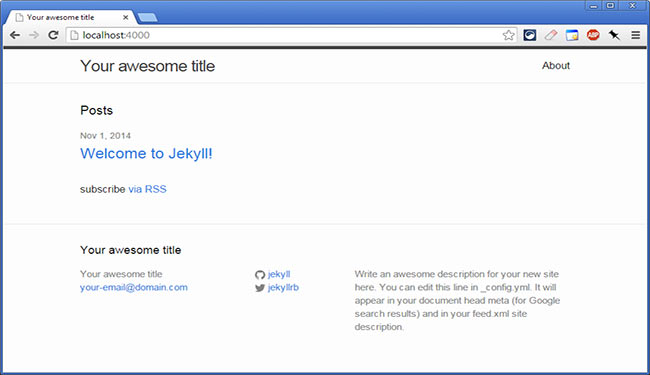 Your awesome title
localhost:4000
ABP
Your awesome title
About
Posts
Nov 1, 2014
Welcome to Jekyll!
subscribe via RSS
Your awesome title
Your awesome title
your-email@domain.com
jekyll
jekyllrb
Write an awesome description for your new site
here. You can edit this line in _config.yml. It will
appear in your document head meta (for Google
search results) and in your feed.xml site
description.